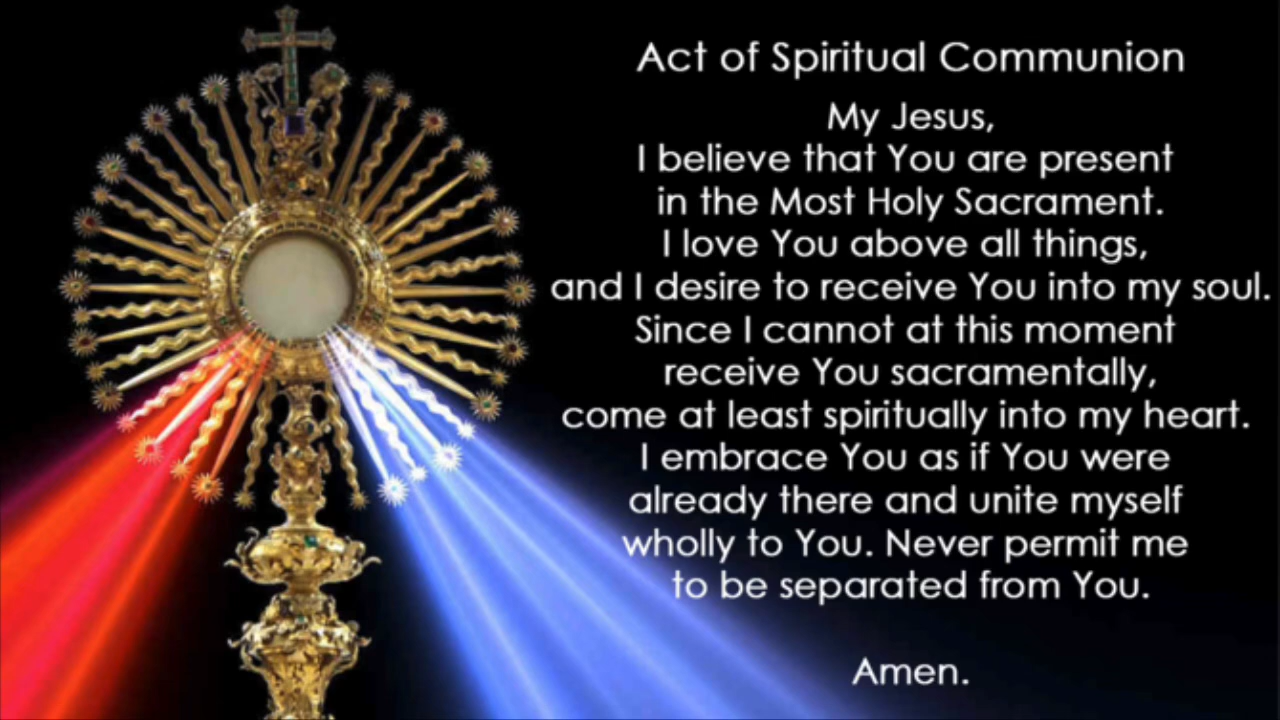 Act of Spiritual Communion
My Jesus,
I believe that You are present
in the Most Holy Sacrament.
I love You above all things,
and I desire to receive You into my soul.
Since I cannot at this moment
receive You sacramentally,
come at least spiritually into my heart.
I embrace You as if You were
already there and unite myself
wholly to You. Never permit me
to be separated from You.
Amen.